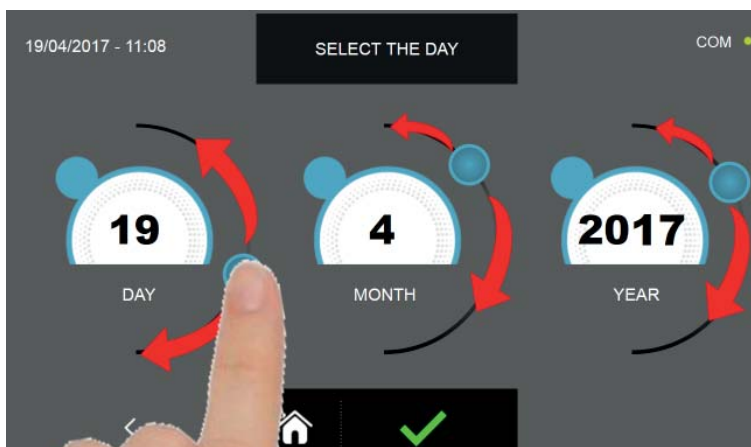 19/04/2017 - 11:08
SELECT THE DAY
COM
19
4
2017
DAY
MONTH
YEAR